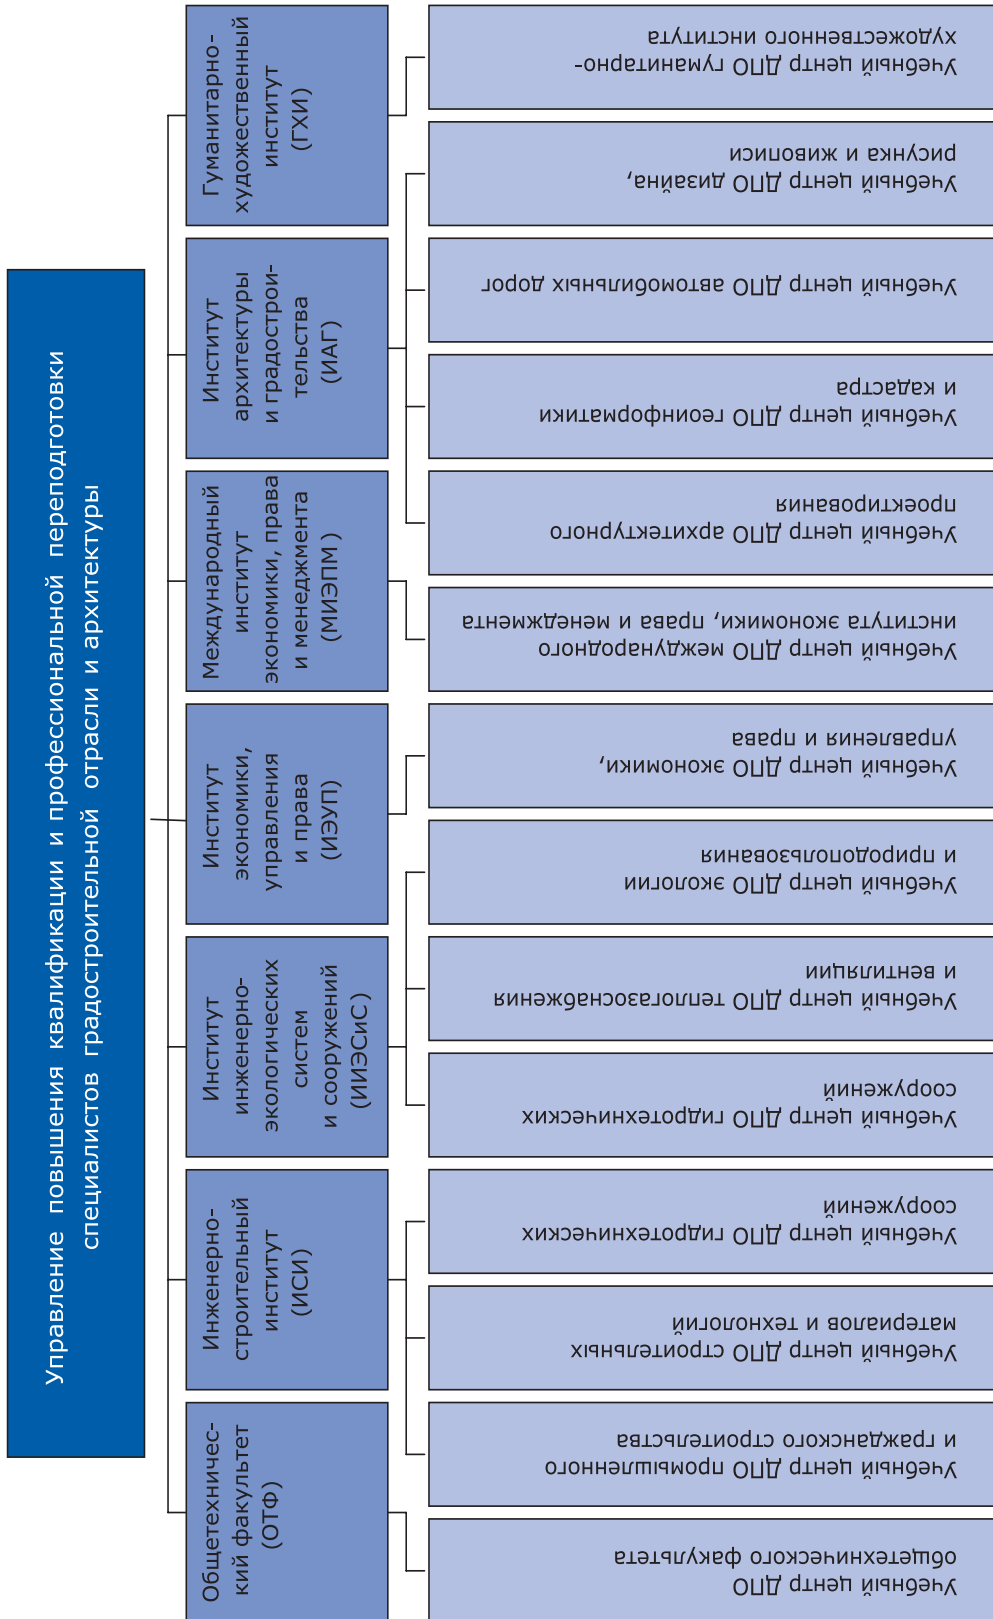 Управление повышения квалификации и профессиональной переподготовки
специалистов градостроительной отрасли и архитектуры
Общетехничес-
кий факультет
(ОТФ)
Инженерно-
строительный
институт
(ИСИ)
Институт
инженерно-
экологических
систем
и сооружений
(ИИЭСиС)
Институт
экономики,
управления
и права
(ИЭУП)
Международный
институт
экономики, права
и менеджмента
(МИЭПМ )
Институт
архитектуры
и градострои-
тельства
(ИАГ)
Гуманитарно-
художественный
институт
(ГХИ)
Учебный центр ДПО
общетехнического факультета
Учебный центр ДПО промышленного
и гражданского строительства
Учебный центр ДПО строительных
материалов и технологий
Учебный центр ДПО гидротехнических
сооружений
Учебный центр ДПО гидротехнических
сооружений
Учебный центр ДПО теплогазоснабжения
и вентиляции
Учебный центр ДПО экологии
и природопользования
Учебный центр ДПО экономики,
управления и права
Учебный центр ДПО международного
института экономики, права и менеджмента
Учебный центр ДПО архитектурного
проектирования
Учебный центр ДПО геоинформатики
и кадастра
Учебный центр ДПО автомобильных дорог
Учебный центр ДПО дизайна,
рисунка и живописи
Учебный центр ДПО гуманитарно-
художественного института